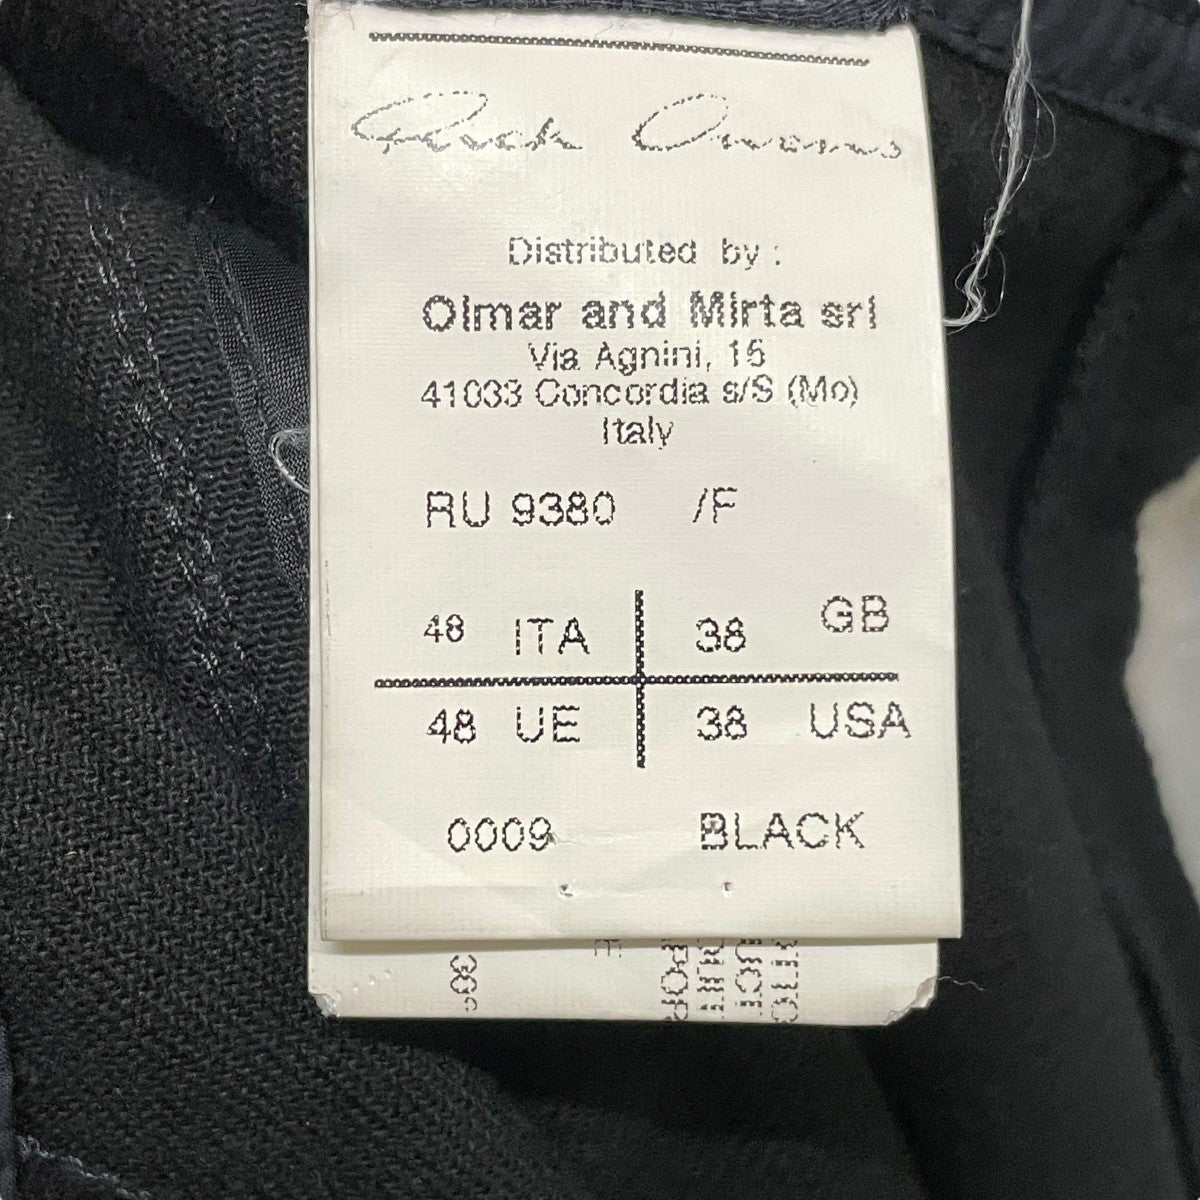 Rick Owens
Distributed by :
Olmar and Mirta srl
Via Agnini, 15
41033 Concordia s/S (Mo)
Italy
RU 9380 /F
48 ITA 38 GB
48 UE 38 USA
0009 BLACK